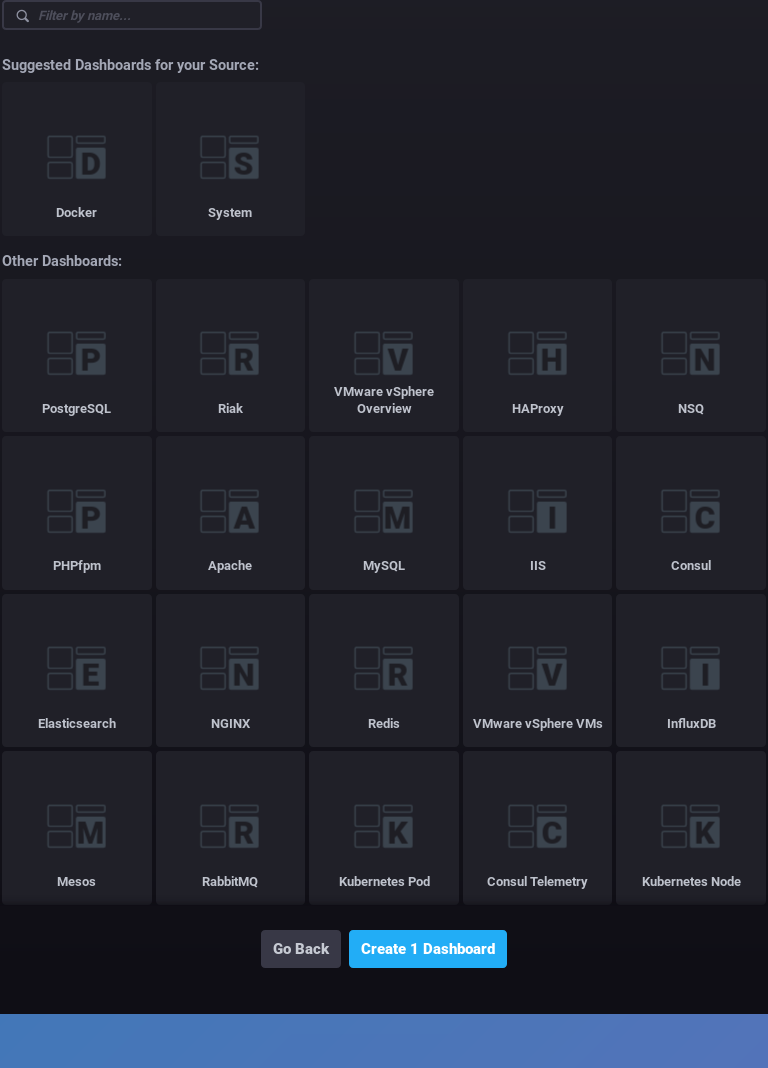 Filter by name...
Suggested Dashboards for your Source:
D
S
Docker
System
Other Dashboards:
P
R
V
H
N
PostgreSQL
Riak
VMware vSphere
Overview
HAProxy
NSQ
P
A
M
I
C
PHPfpm
Apache
MySQL
IIS
Consul
E
N
R
V
I
Elasticsearch
NGINX
Redis
VMware vSphere VMs
InfluxDB
M
R
K
C
K
Mesos
RabbitMQ
Kubernetes Pod
Consul Telemetry
Kubernetes Node
Go Back
Create 1 Dashboard